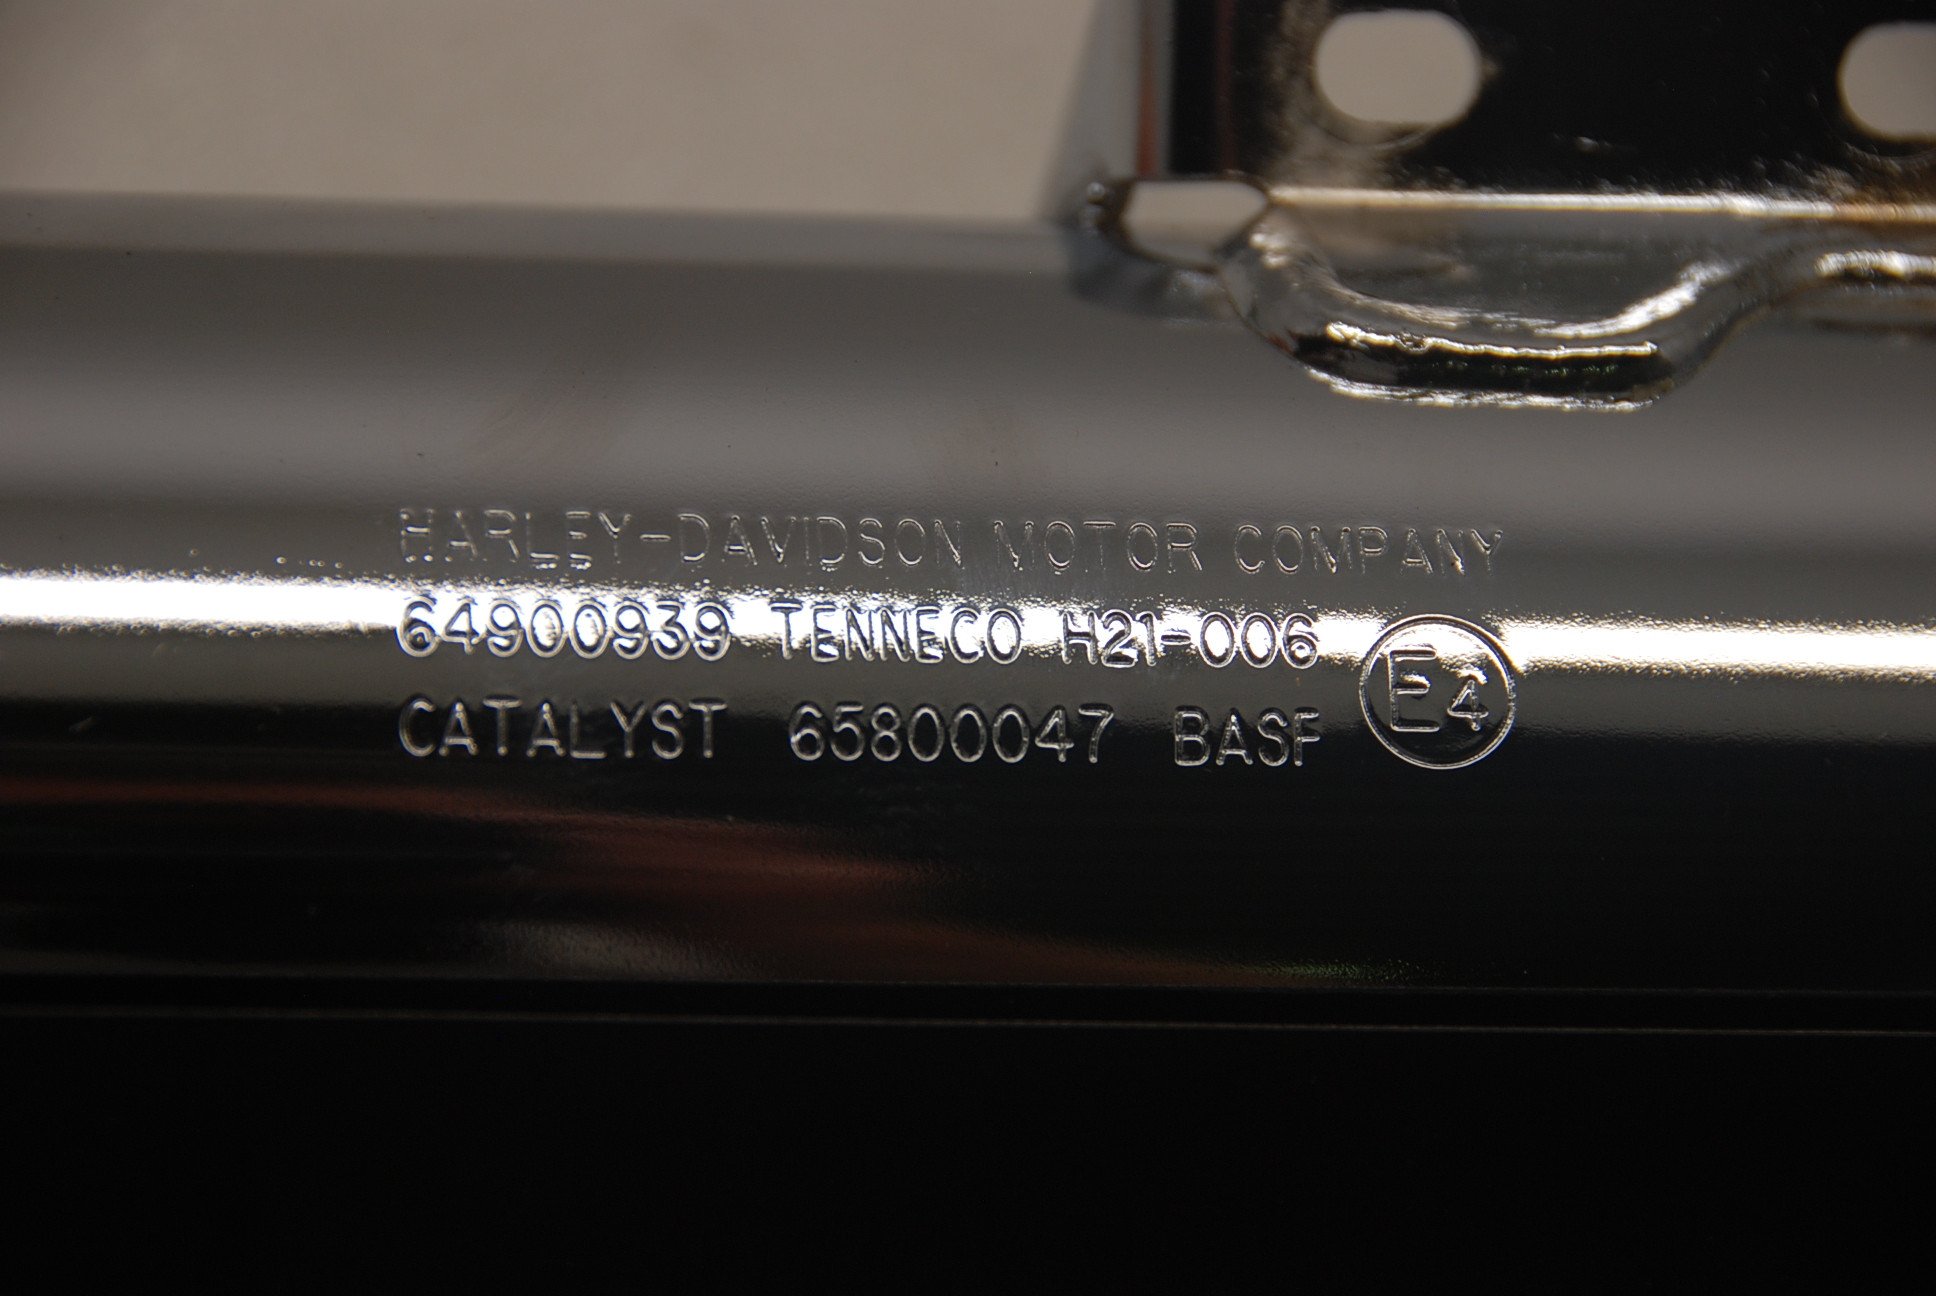 HARLEY-DAVIDSON MOTOR COMPANY
64900939 TENNECO H21-006
CATALYST 65800047 BASF
E4